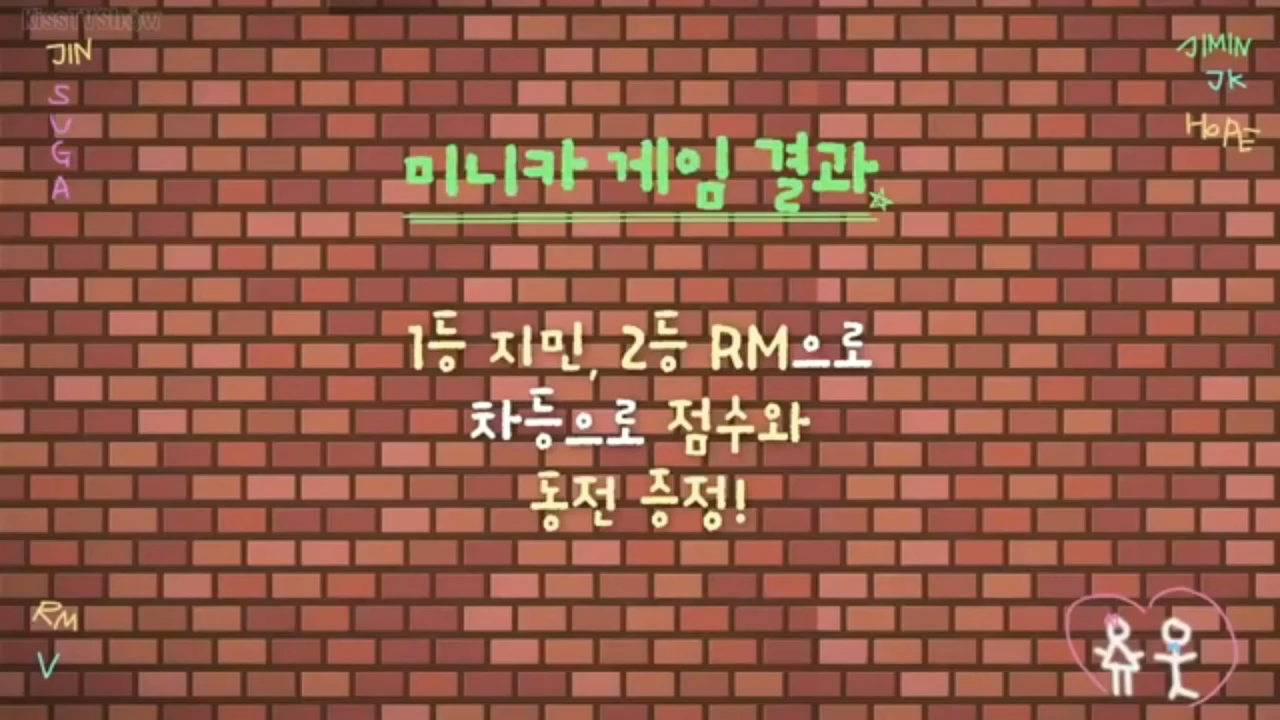 KissTVShow
JIN
SUGA
JIMIN
JK
HOPE
미니카 게임 결과
1등 지민, 2등 RM으로
차등으로 점수와
동전 증정!
RM
V